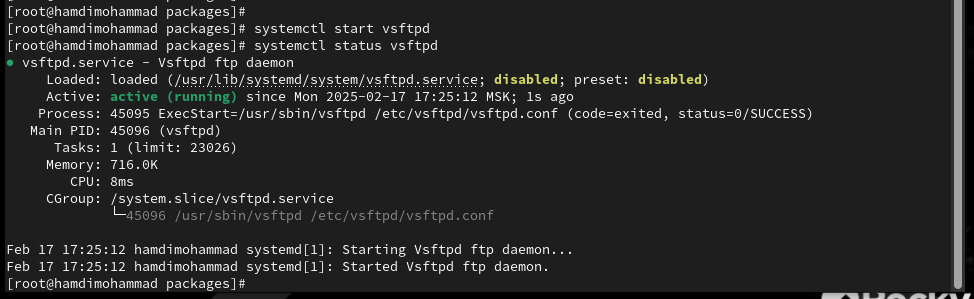 [root@hamdimohammad packages]#
[root@hamdimohammad packages]# systemctl start vsftpd
[root@hamdimohammad packages]# systemctl status vsftpd
● vsftpd.service - Vsftpd ftp daemon
     Loaded: loaded (/usr/lib/systemd/system/vsftpd.service; disabled; preset: disabled)
     Active: active (running) since Mon 2025-02-17 17:25:12 MSK; 1s ago
    Process: 45095 ExecStart=/usr/sbin/vsftpd /etc/vsftpd/vsftpd.conf (code=exited, status=0/SUCCESS)
   Main PID: 45096 (vsftpd)
      Tasks: 1 (limit: 23026)
     Memory: 716.0K
        CPU: 8ms
     CGroup: /system.slice/vsftpd.service
             └─45096 /usr/sbin/vsftpd /etc/vsftpd/vsftpd.conf
Feb 17 17:25:12 hamdimohammad systemd[1]: Starting Vsftpd ftp daemon...
Feb 17 17:25:12 hamdimohammad systemd[1]: Started Vsftpd ftp daemon.
[root@hamdimohammad packages]#